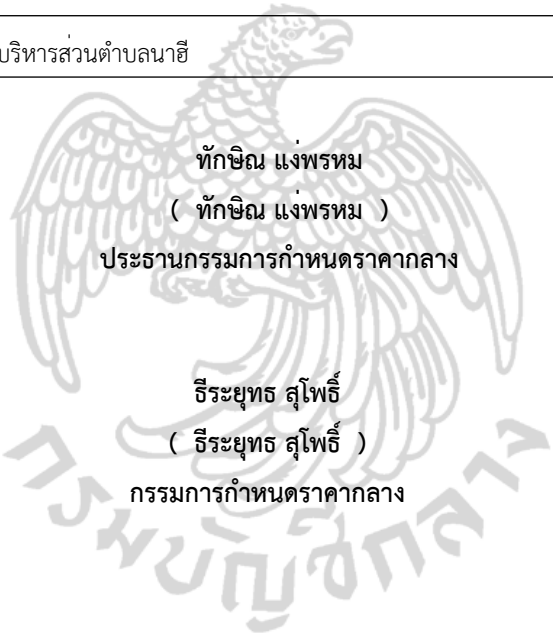 บริหารส่วนตำบลนาฮี
ทักษิณ แง่พรหม
( ทักษิณ แง่พรหม )
ประธานกรรมการกำหนดราคากลาง
ธีระยุทธ สุโพธิ์
( ธีระยุทธ สุโพธิ์ )
กรรมการกำหนดราคากลาง
กรมบัญชีกลาง